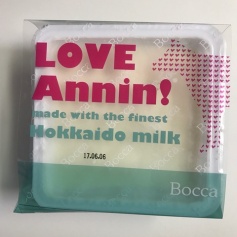 LOVE
Annin!
made with the finest
Hokkaido milk
17.06.06
Bocca